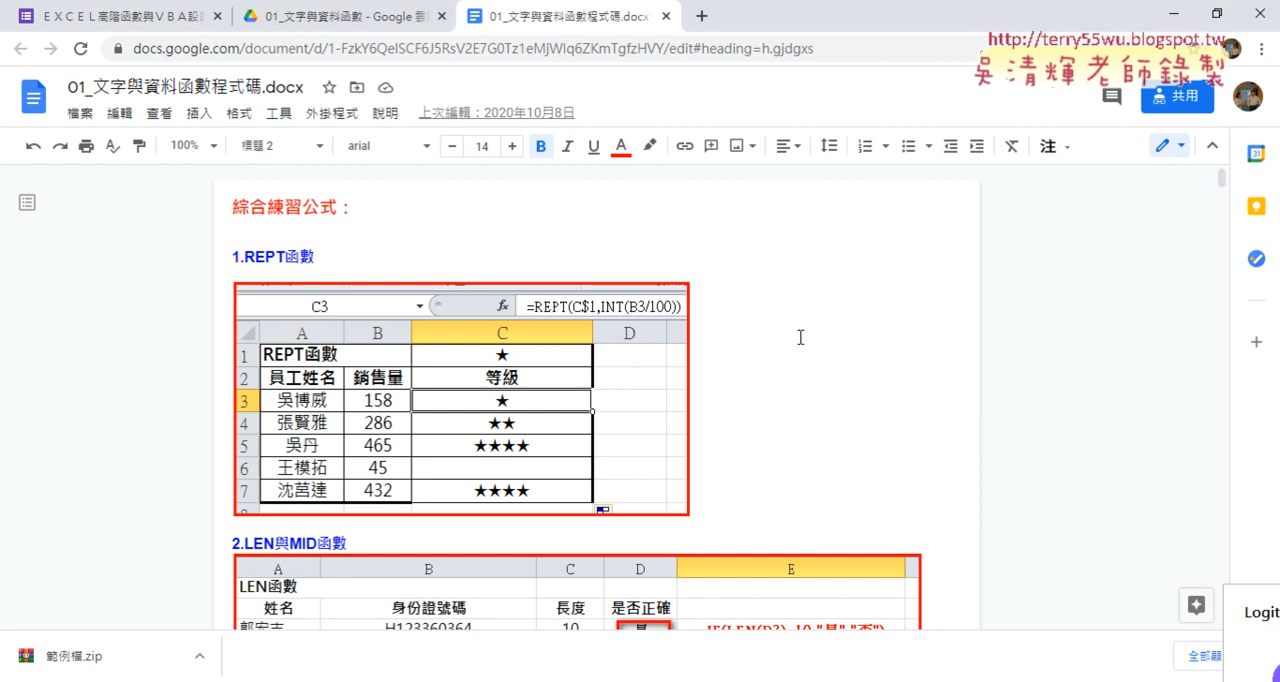 ＥＸＣＥＬ高階函數與ＶＢＡ設
01_文字與資料函數 - Google 雲
01_文字與資料函數程式碼.docx
docs.google.com/document/d/1-FzkY6QeISCF6J5RsV2E7G0Tz1eMjWIq6ZKmTgfzHVY/edit#heading=h.gjdgxs
http://terry55wu.blogspot.tw
吳清輝老師錄製
01_文字與資料函數程式碼.docx
檔案 編輯 查看 插入 格式 工具 外掛程式 說明 上次編輯：2020年10月8日
共用
100% 標題 2 arial 14 B I U A 注
31
綜合練習公式：
1.REPT函數
C3 fx =REPT(C$1,INT(B3/100))
A B C D
1 REPT函數 ★
2 員工姓名 銷售量 等級
3 吳博威 158 ★
4 張賢雅 286 ★★
5 吳丹 465 ★★★★
6 王模拓 45
7 沈莒達 432 ★★★★
2.LEN與MID函數
A B C D E
LEN函數
姓名 身份證號碼 長度 是否正確
H123360364 10
範例檔.zip
全部顯
Logit